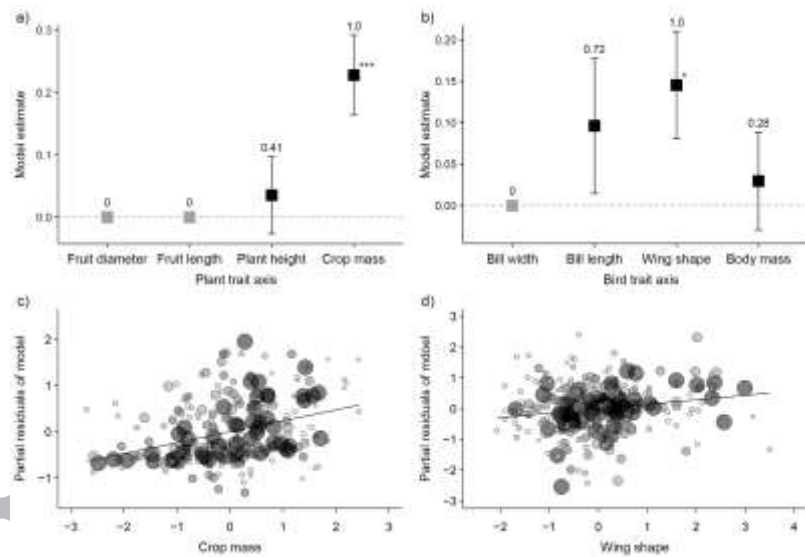 a)
1.0
0.3
***
0.2
0.1
0.41
0
0
0.0
Model estimate
Fruit diameter Fruit length Plant height Crop mass
Plant trait axis
b)
1.0
0.20
0.72
0.15
*
0.10
0.28
0.05
0
0.00
Model estimate
Bill width Bill length Wing shape Body mass
Bird trait axis
c)
2
1
0
−1
Partial residuals of model
−3 −2 −1 0 1 2 3
Crop mass
d)
3
2
1
0
−1
−2
−3
Partial residuals of mdoel
−2 −1 0 1 2 3 4
Wing shape